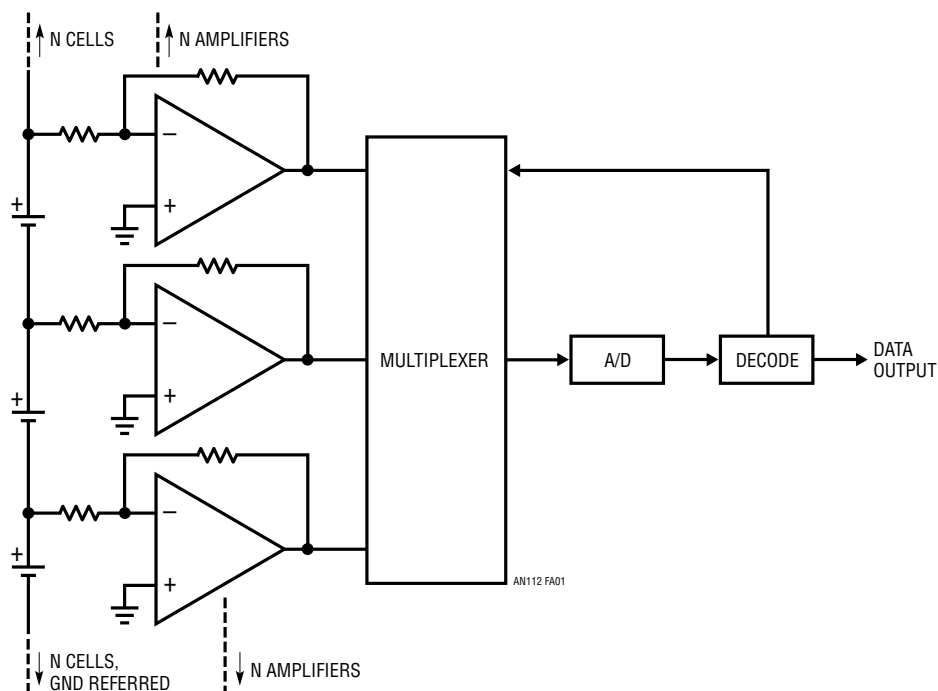 N CELLS
N AMPLIFIERS
−
+
+
−
+
+
−
+
+
MULTIPLEXER
A/D
DECODE
DATA
OUTPUT
AN112 FA01
N CELLS,
GND REFERRED
N AMPLIFIERS